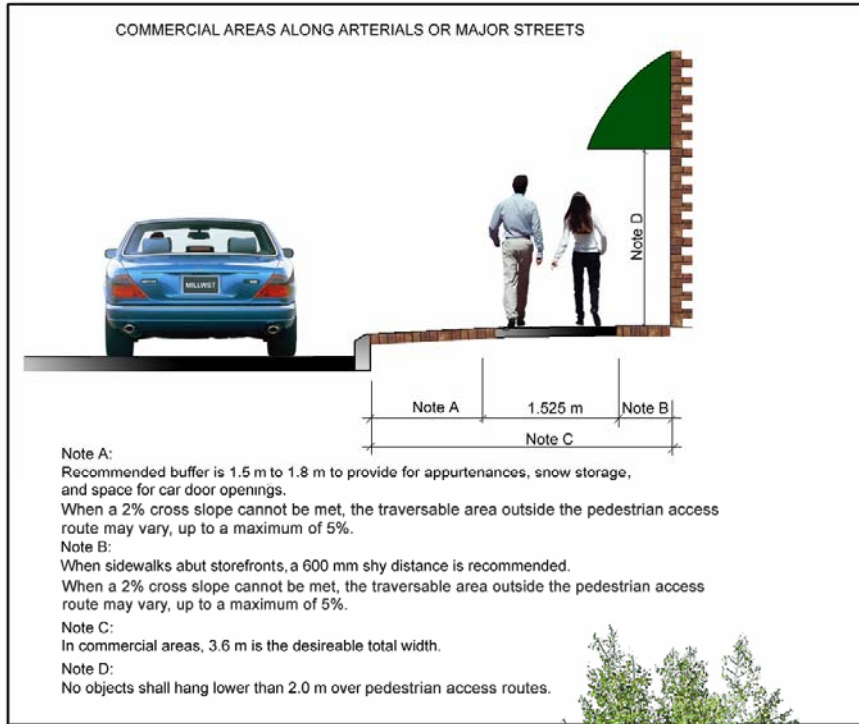 COMMERCIAL AREAS ALONG ARTERIALS OR MAJOR STREETS
Note D
MILLWST
Note A
1.525 m
Note B
Note C
Note A:
Recommended buffer is 1.5 m to 1.8 m to provide for appurtenances, snow storage,
and space for car door openings.
When a 2% cross slope cannot be met, the traversable area outside the pedestrian access
route may vary, up to a maximum of 5%.
Note B:
When sidewalks abut storefronts, a 600 mm shy distance is recommended.
When a 2% cross slope cannot be met, the traversable area outside the pedestrian access
route may vary, up to a maximum of 5%.
Note C:
In commercial areas, 3.6 m is the desireable total width.
Note D:
No objects shall hang lower than 2.0 m over pedestrian access routes.